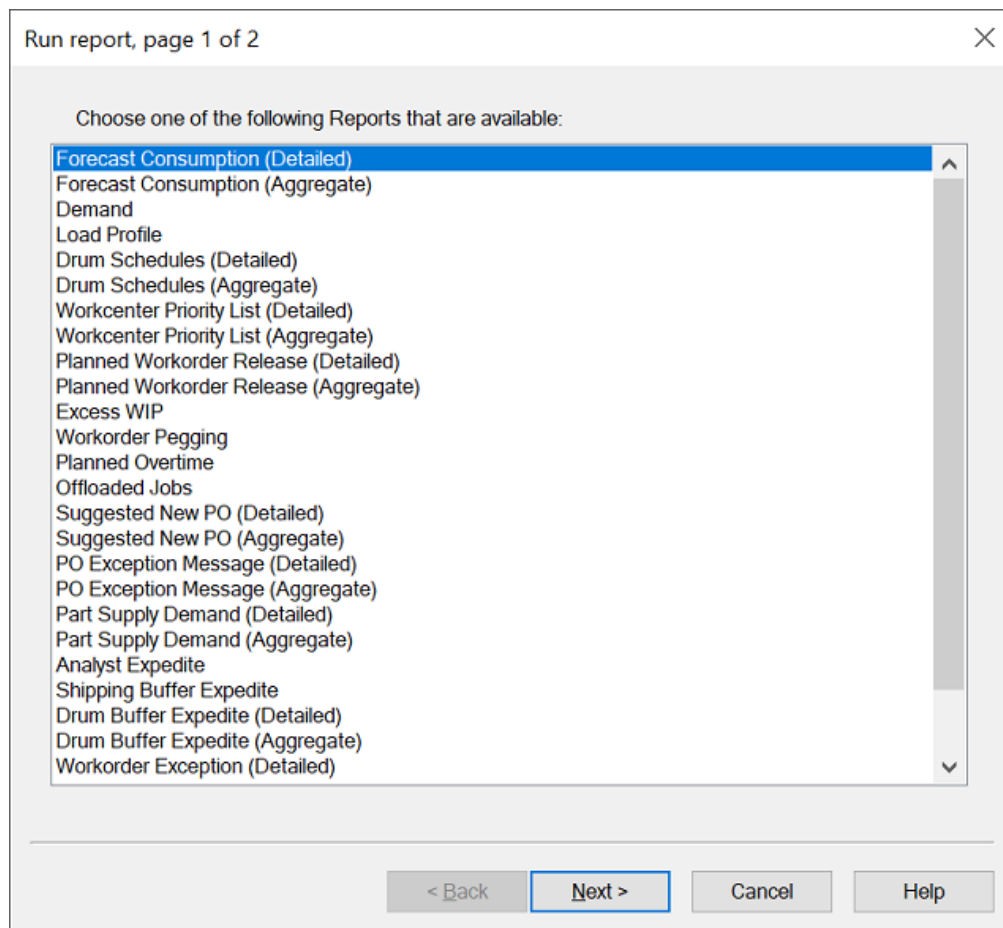 Run report, page 1 of 2
Choose one of the following Reports that are available:
Forecast Consumption (Detailed)
Forecast Consumption (Aggregate)
Demand
Load Profile
Drum Schedules (Detailed)
Drum Schedules (Aggregate)
Workcenter Priority List (Detailed)
Workcenter Priority List (Aggregate)
Planned Workorder Release (Detailed)
Planned Workorder Release (Aggregate)
Excess WIP
Workorder Pegging
Planned Overtime
Offloaded Jobs
Suggested New PO (Detailed)
Suggested New PO (Aggregate)
PO Exception Message (Detailed)
PO Exception Message (Aggregate)
Part Supply Demand (Detailed)
Part Supply Demand (Aggregate)
Analyst Expedite
Shipping Buffer Expedite
Drum Buffer Expedite (Detailed)
Drum Buffer Expedite (Aggregate)
Workorder Exception (Detailed)
< Back Next > Cancel Help